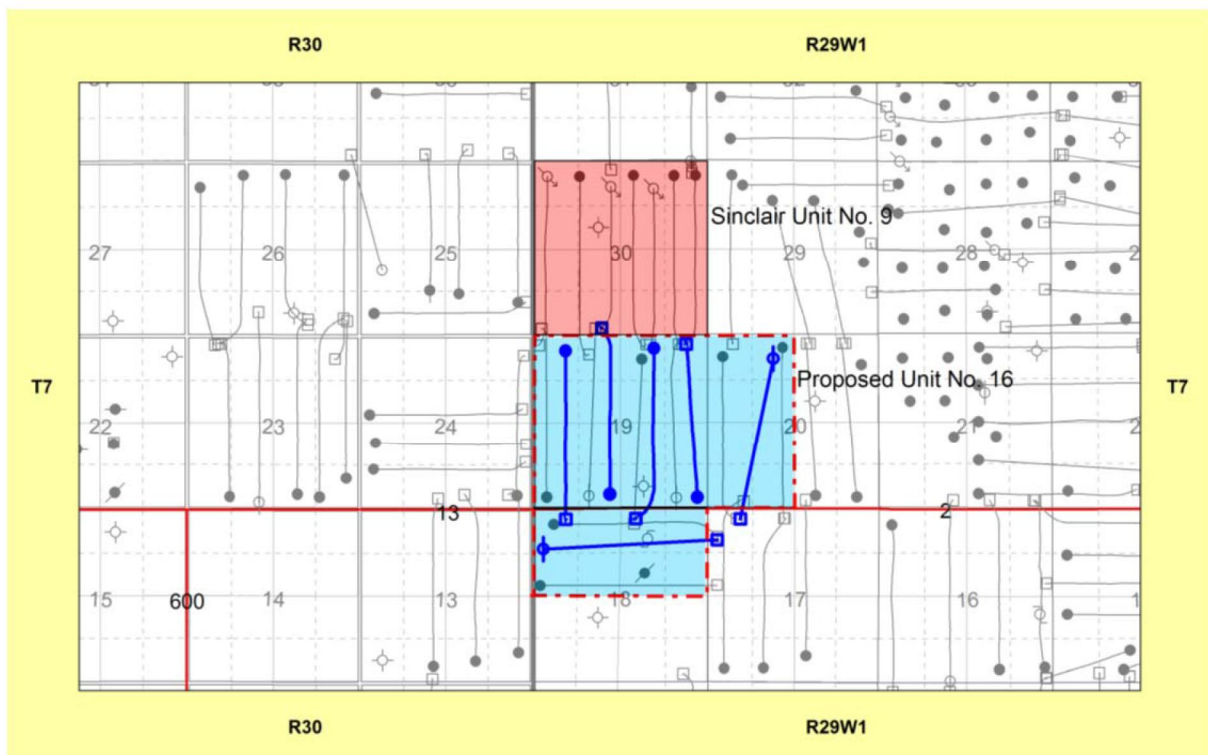 R30 R29W1
Sinclair Unit No. 9
27 26 25 30 29 28
T7 Proposed Unit No. 16 T7
22 23 24 19 20 21
13 2
600
15 14 13 18 17 16
R30 R29W1